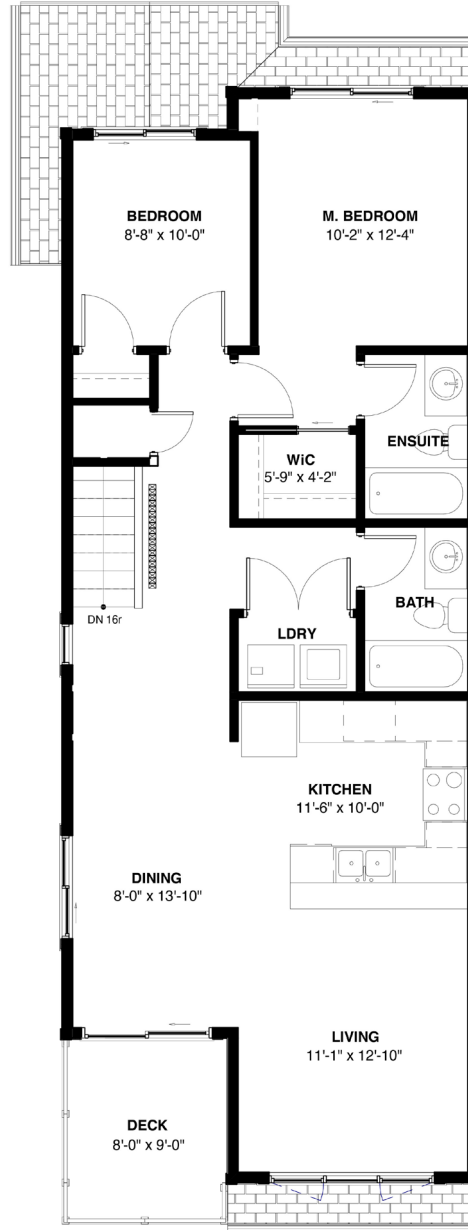 BEDROOM
8'-8" x 10'-0"
M. BEDROOM
10'-2" x 12'-4"
ENSUITE
WiC
5'-9" x 4'-2"
BATH
DN 16r
LDRY
KITCHEN
11'-6" x 10'-0"
DINING
8'-0" x 13'-10"
LIVING
11'-1" x 12'-10"
DECK
8'-0" x 9'-0"